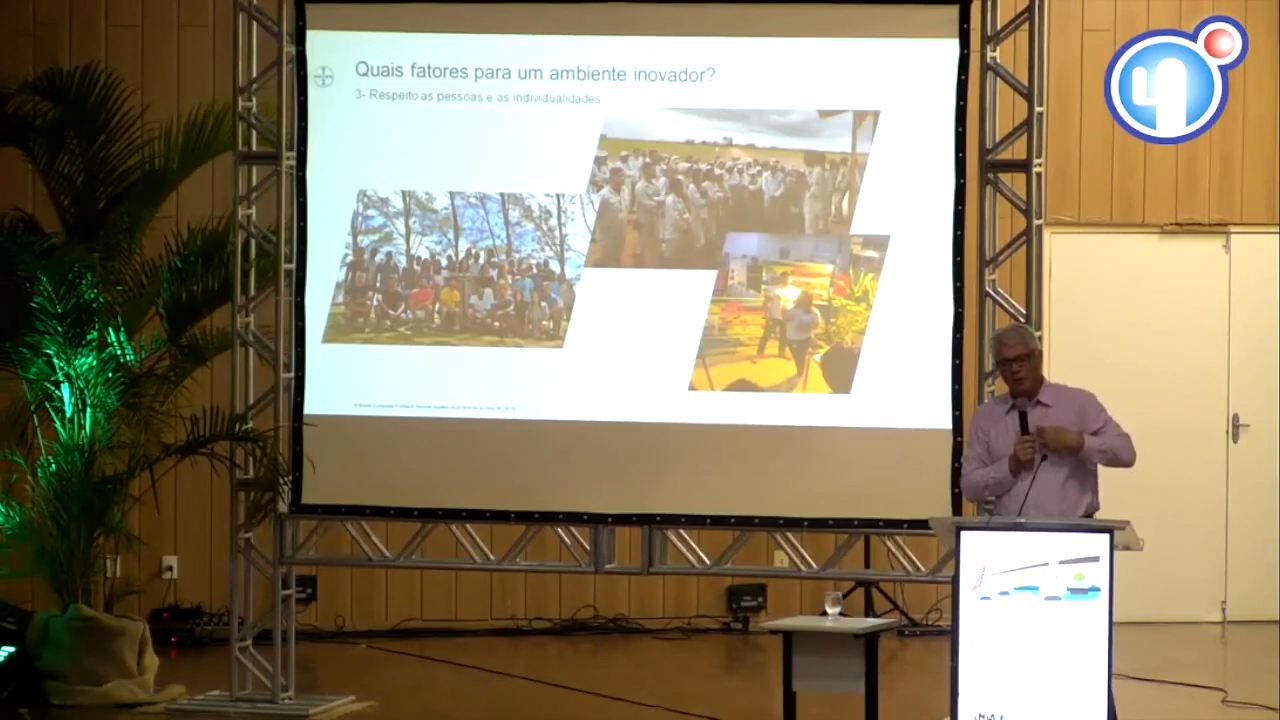 Quais fatores para um ambiente inovador?
3- Respeito as pessoas e as individualidades